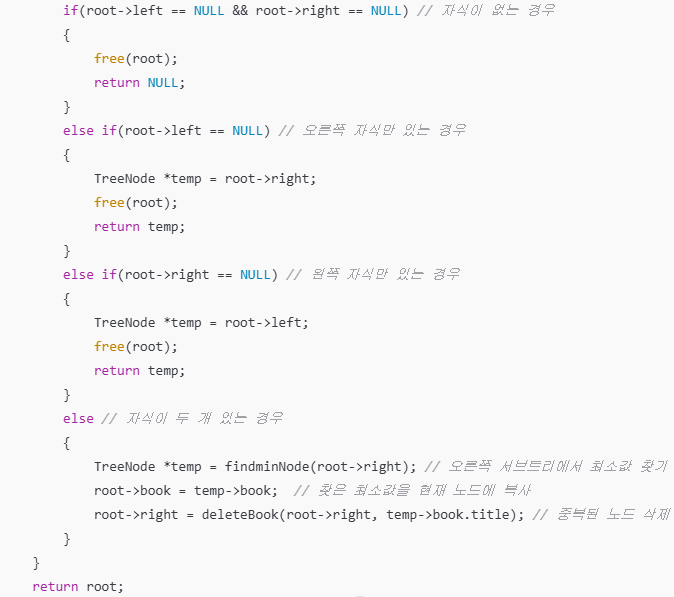 if(root->left == NULL && root->right == NULL) // 자식이 없는 경우
{
free(root);
return NULL;
}
else if(root->left == NULL) // 오른쪽 자식만 있는 경우
{
TreeNode *temp = root->right;
free(root);
return temp;
}
else if(root->right == NULL) // 왼쪽 자식만 있는 경우
{
TreeNode *temp = root->left;
free(root);
return temp;
}
else // 자식이 두 개 있는 경우
{
TreeNode *temp = findminNode(root->right); // 오른쪽 서브트리에서 최소값 찾기
root->book = temp->book; // 찾은 최소값을 현재 노드에 복사
root->right = deleteBook(root->right, temp->book.title); // 중복된 노드 삭제
}
}
return root;